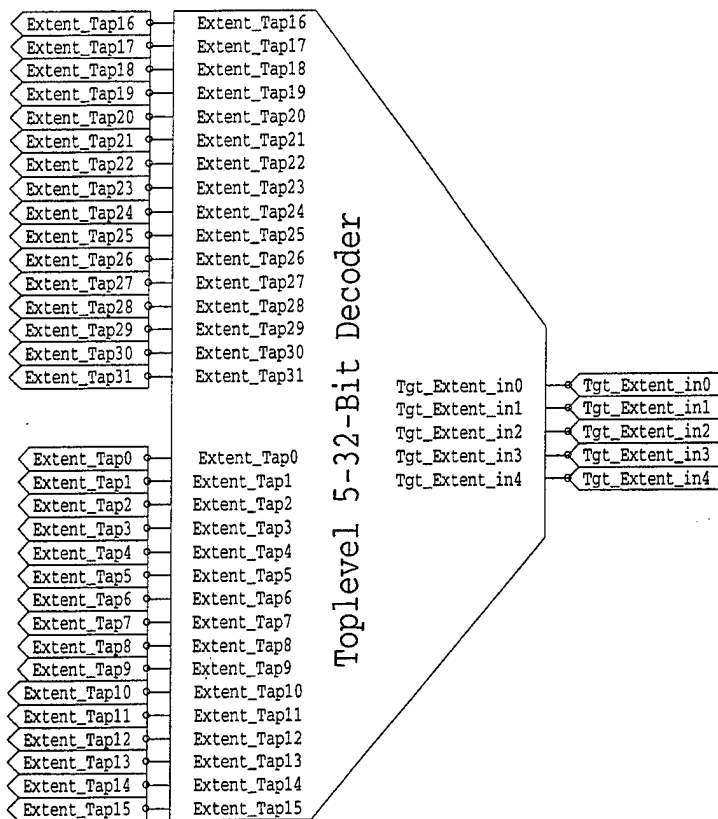 Extent_Tap16 Extent_Tap16
Extent_Tap17 Extent_Tap17
Extent_Tap18 Extent_Tap18
Extent_Tap19 Extent_Tap19
Extent_Tap20 Extent_Tap20
Extent_Tap21 Extent_Tap21
Extent_Tap22 Extent_Tap22
Extent_Tap23 Extent_Tap23
Extent_Tap24 Extent_Tap24
Extent_Tap25 Extent_Tap25
Extent_Tap26 Extent_Tap26
Extent_Tap27 Extent_Tap27
Extent_Tap28 Extent_Tap28
Extent_Tap29 Extent_Tap29
Extent_Tap30 Extent_Tap30
Extent_Tap31 Extent_Tap31
Extent_Tap0 Extent_Tap0
Extent_Tap1 Extent_Tap1
Extent_Tap2 Extent_Tap2
Extent_Tap3 Extent_Tap3
Extent_Tap4 Extent_Tap4
Extent_Tap5 Extent_Tap5
Extent_Tap6 Extent_Tap6
Extent_Tap7 Extent_Tap7
Extent_Tap8 Extent_Tap8
Extent_Tap9 Extent_Tap9
Extent_Tap10 Extent_Tap10
Extent_Tap11 Extent_Tap11
Extent_Tap12 Extent_Tap12
Extent_Tap13 Extent_Tap13
Extent_Tap14 Extent_Tap14
Extent_Tap15 Extent_Tap15
Toplevel 5-32-Bit Decoder
Tgt_Extent_in0 Tgt_Extent_in0
Tgt_Extent_in1 Tgt_Extent_in1
Tgt_Extent_in2 Tgt_Extent_in2
Tgt_Extent_in3 Tgt_Extent_in3
Tgt_Extent_in4 Tgt_Extent_in4